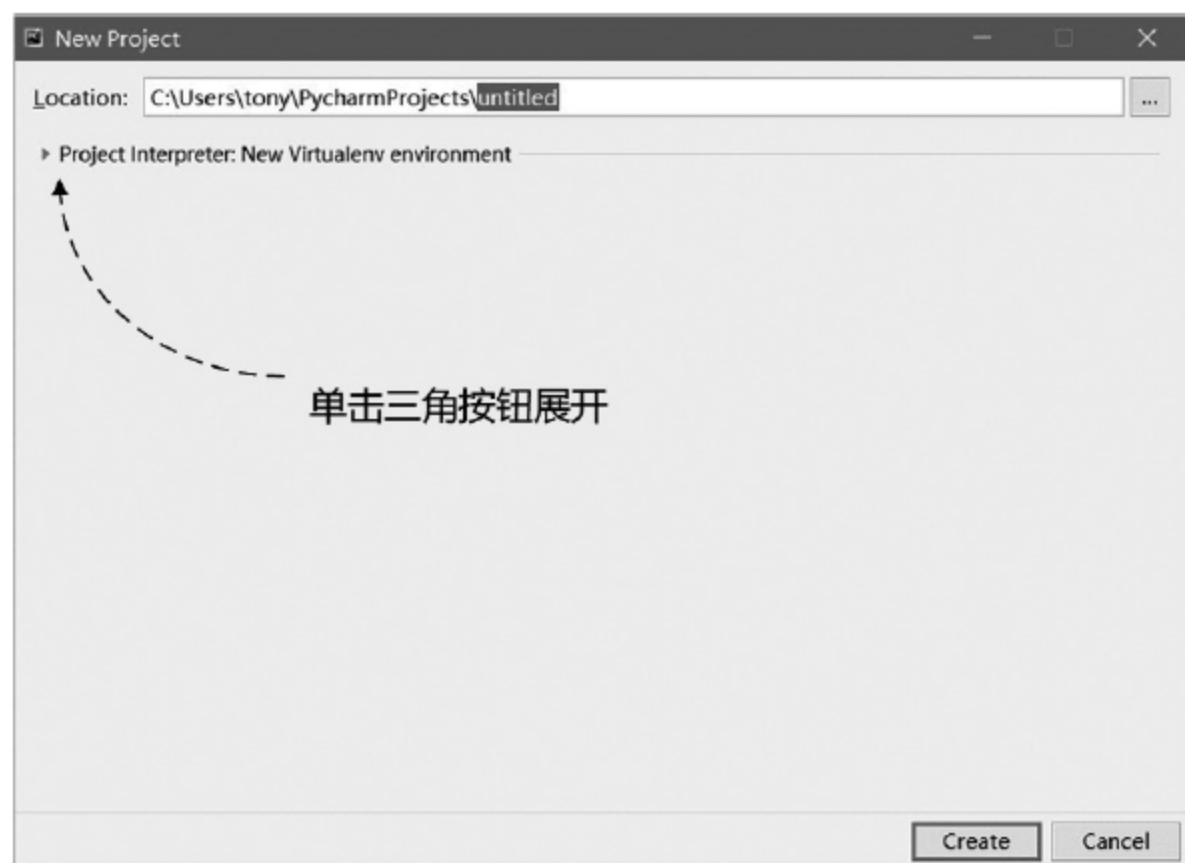 New Project
Location: C:\Users\tony\PycharmProjects\untitled ...
Project Interpreter: New Virtualenv environment
单击三角按钮展开
Create Cancel